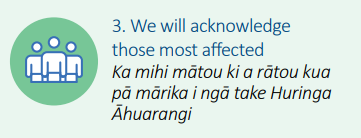 3. We will acknowledge
those most affected
Ka mihi mātou ki a rātou kua
pā mārika i ngā take Huringa
Āhuarangi